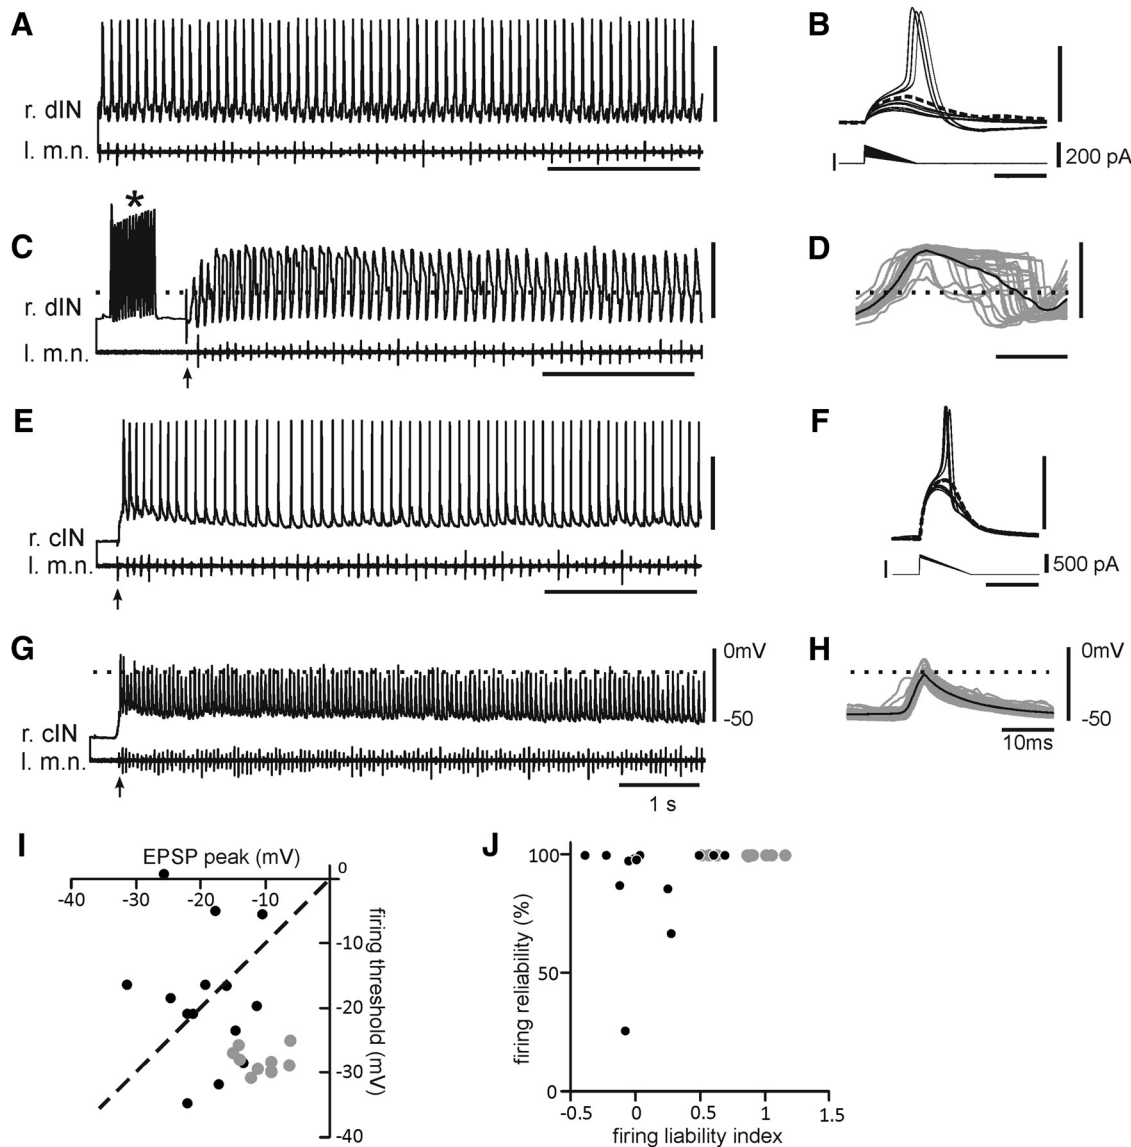 A
r. dIN
l. m.n.
B
200 pA
*
C
r. dIN
l. m.n.
D
E
r. cIN
l. m.n.
F
500 pA
G
0mV
-50
r. cIN
l. m.n.
1 s
H
0mV
-50
10ms
I
EPSP peak (mV)
0
-40 -30 -20 -10
-10
-20
-30
-40
firing threshold (mV)
J
100
50
0
firing reliability (%)
-0.5 0 0.5 1 1.5
firing liability index